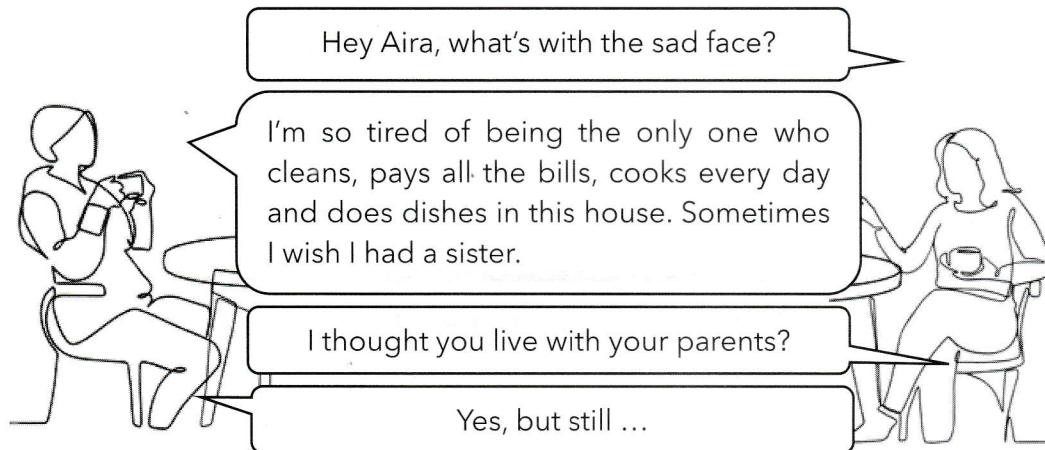 Hey Aira, what's with the sad face?
I'm so tired of being the only one who
cleans, pays all the bills, cooks every day
and does dishes in this house. Sometimes
I wish I had a sister.
I thought you live with your parents?
Yes, but still ...